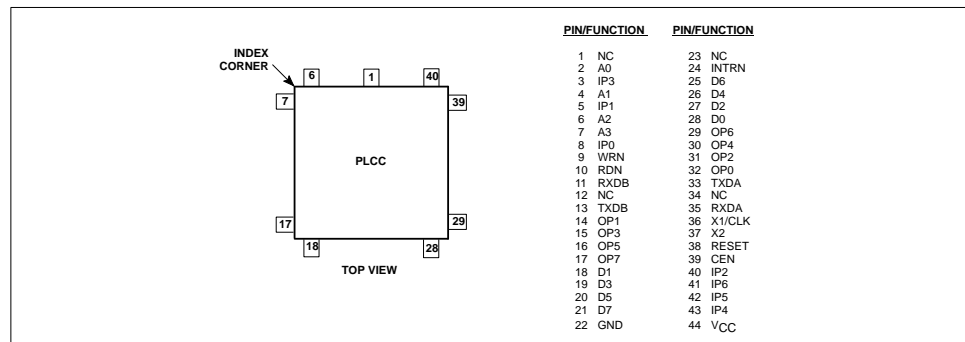 INDEX
CORNER
6 1 40
7 39
PLCC
17 29
18 28
TOP VIEW
PIN/FUNCTION PIN/FUNCTION
1 NC 23 NC
2 A0 24 INTRN
3 IP3 25 D6
4 A1 26 D4
5 IP1 27 D2
6 A2 28 D0
7 A3 29 OP6
8 IP0 30 OP4
9 WRN 31 OP2
10 RDN 32 OP0
11 RXDB 33 TXDA
12 NC 34 NC
13 TXDB 35 RXDA
14 OP1 36 X1/CLK
15 OP3 37 X2
16 OP5 38 RESET
17 OP7 39 CEN
18 D1 40 IP2
19 D3 41 IP6
20 D5 42 IP5
21 D7 43 IP4
22 GND 44 VCC